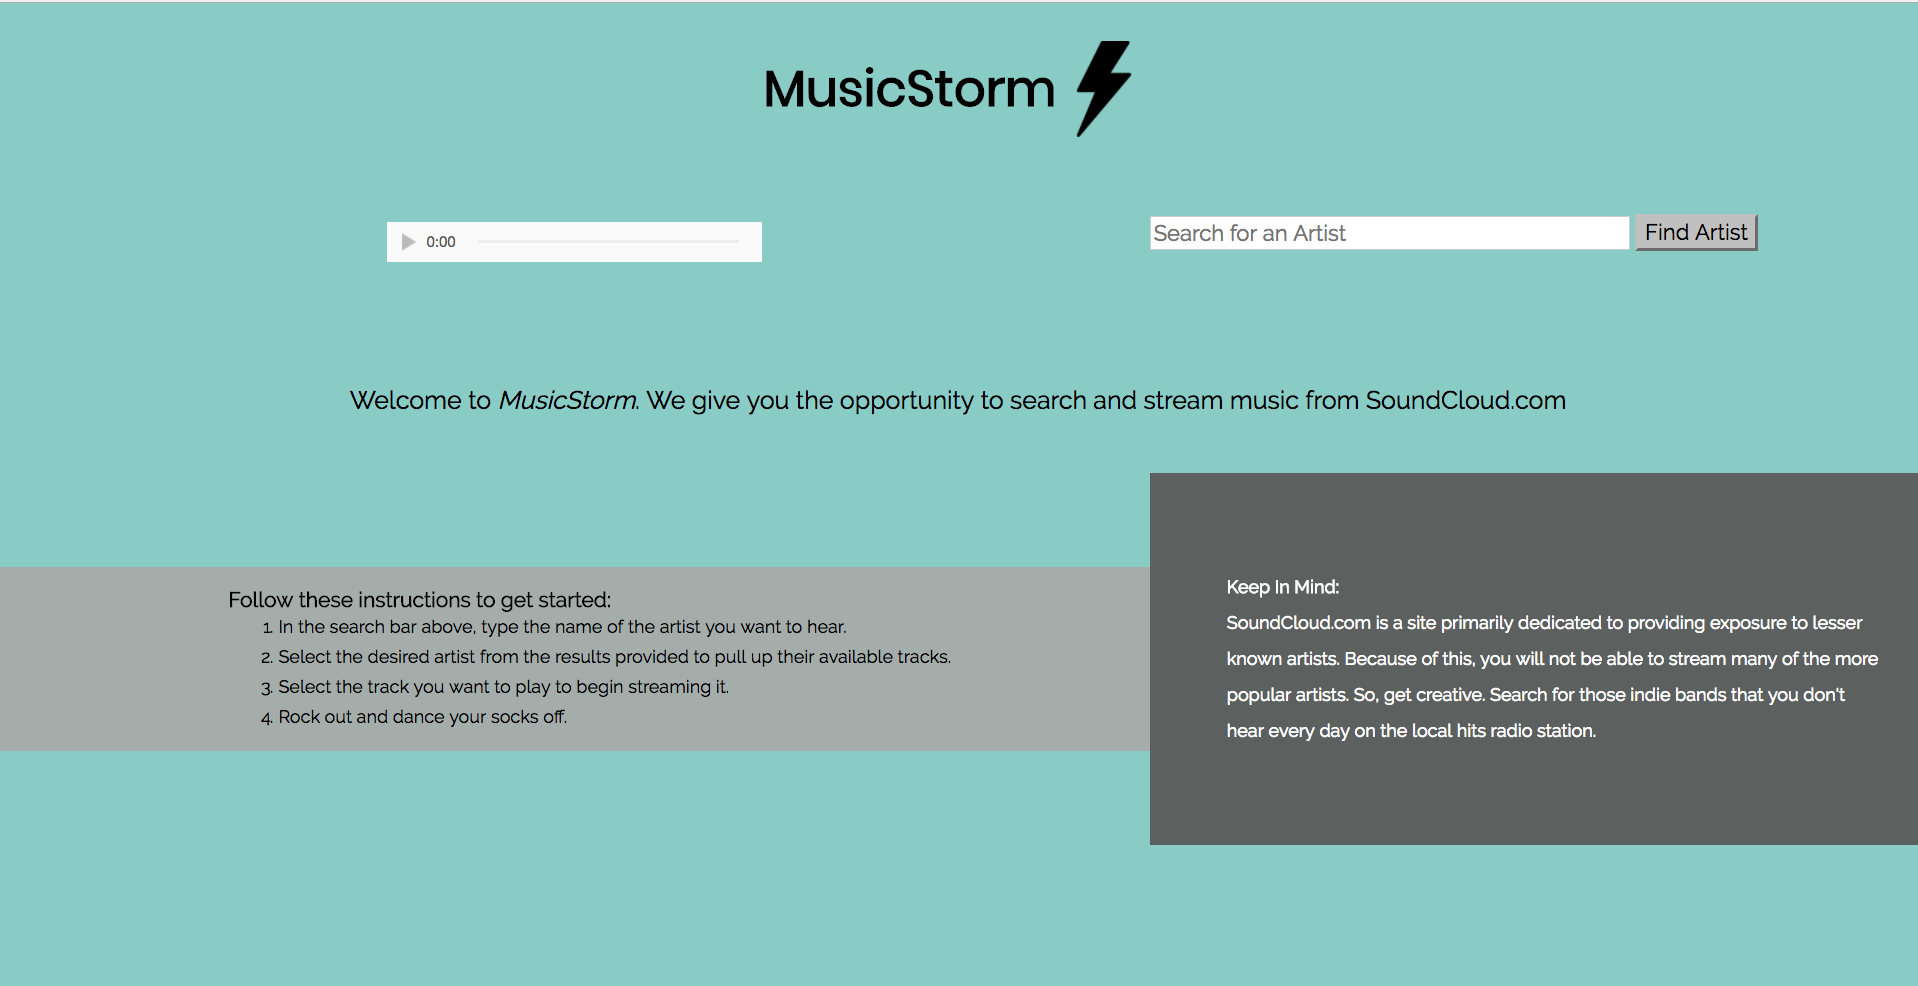 MusicStorm
0:00
Search for an Artist
Find Artist
Welcome to MusicStorm. We give you the opportunity to search and stream music from SoundCloud.com
Follow these instructions to get started:
1. In the search bar above, type the name of the artist you want to hear.
2. Select the desired artist from the results provided to pull up their available tracks.
3. Select the track you want to play to begin streaming it.
4. Rock out and dance your socks off.
Keep In Mind:
SoundCloud.com is a site primarily dedicated to providing exposure to lesser
known artists. Because of this, you will not be able to stream many of the more
popular artists. So, get creative. Search for those indie bands that you don't
hear every day on the local hits radio station.